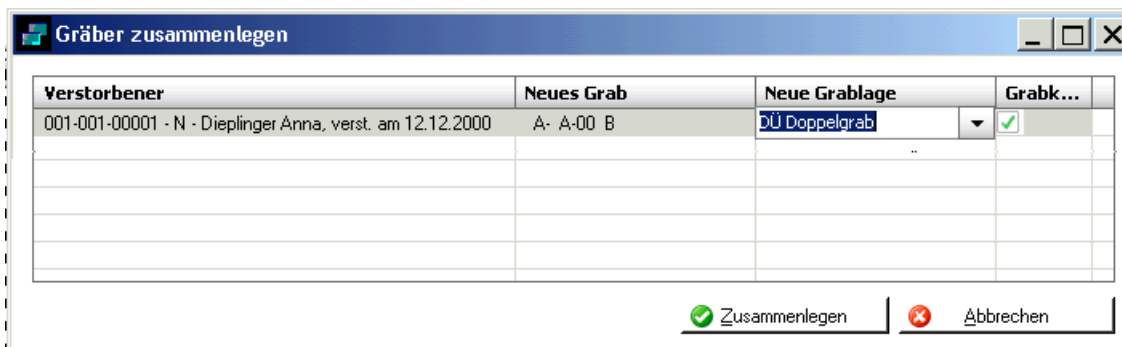 Gräber zusammenlegen
Verstorbener Neues Grab Neue Grablage Grabk...
001-001-00001 - N - Dieplinger Anna, verst. am 12.12.2000 A- A-00 B DÜ Doppelgrab
Zusammenlegen Abbrechen